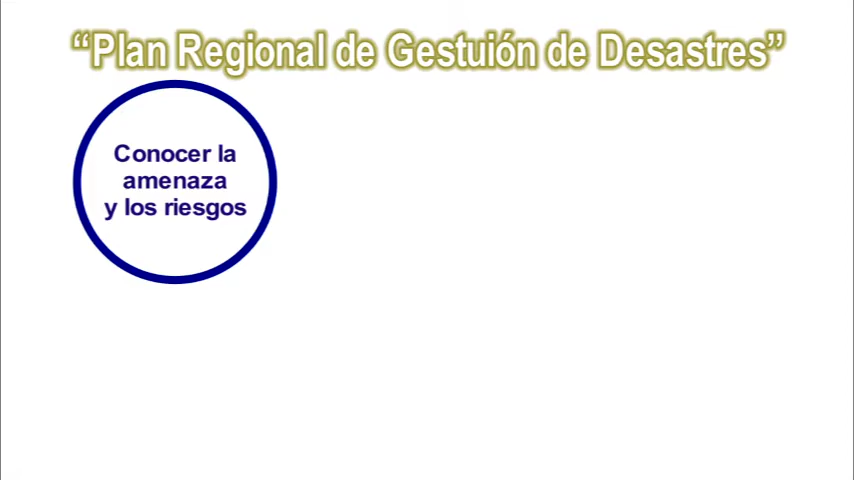 “Plan Regional de Gestuión de Desastres”
Conocer la
amenaza
y los riesgos